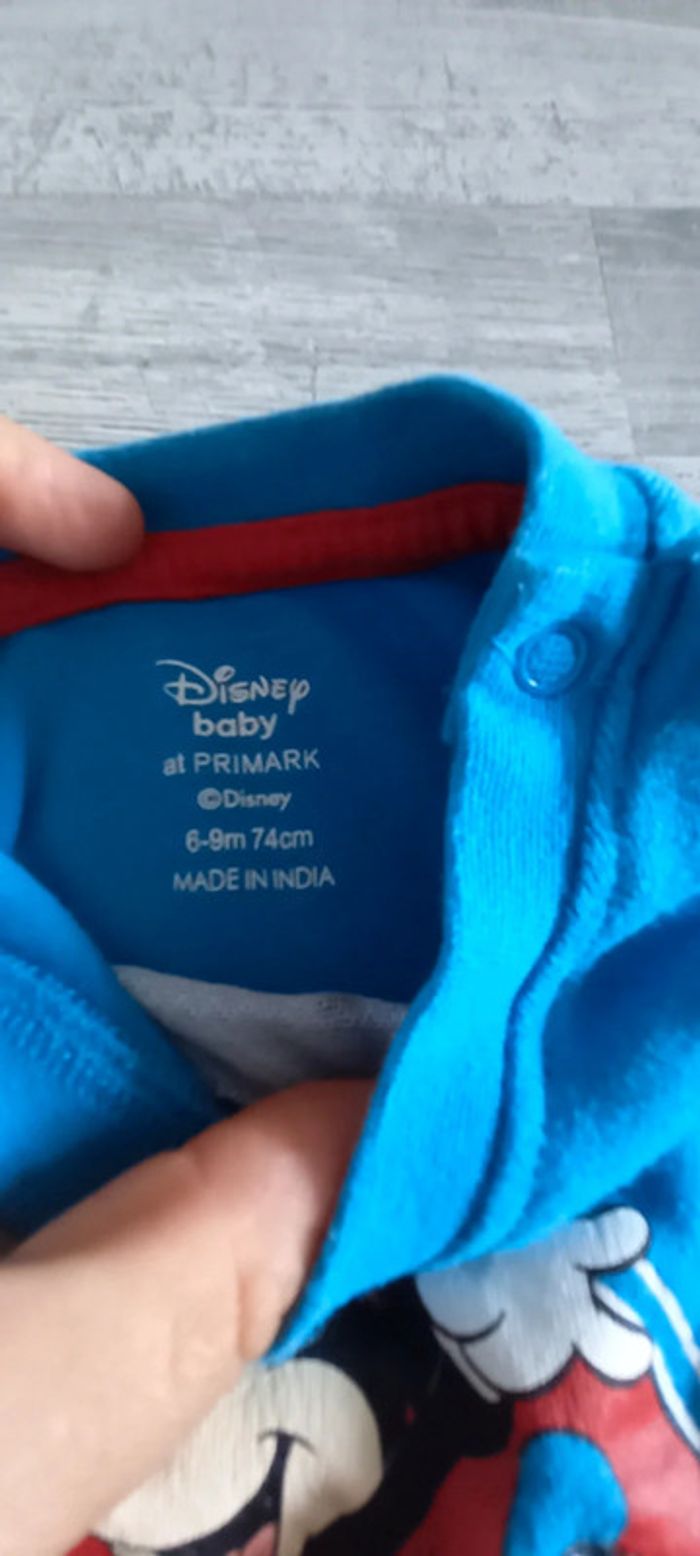 Disney
baby
at PRIMARK
©Disney
6-9m 74cm
MADE IN INDIA